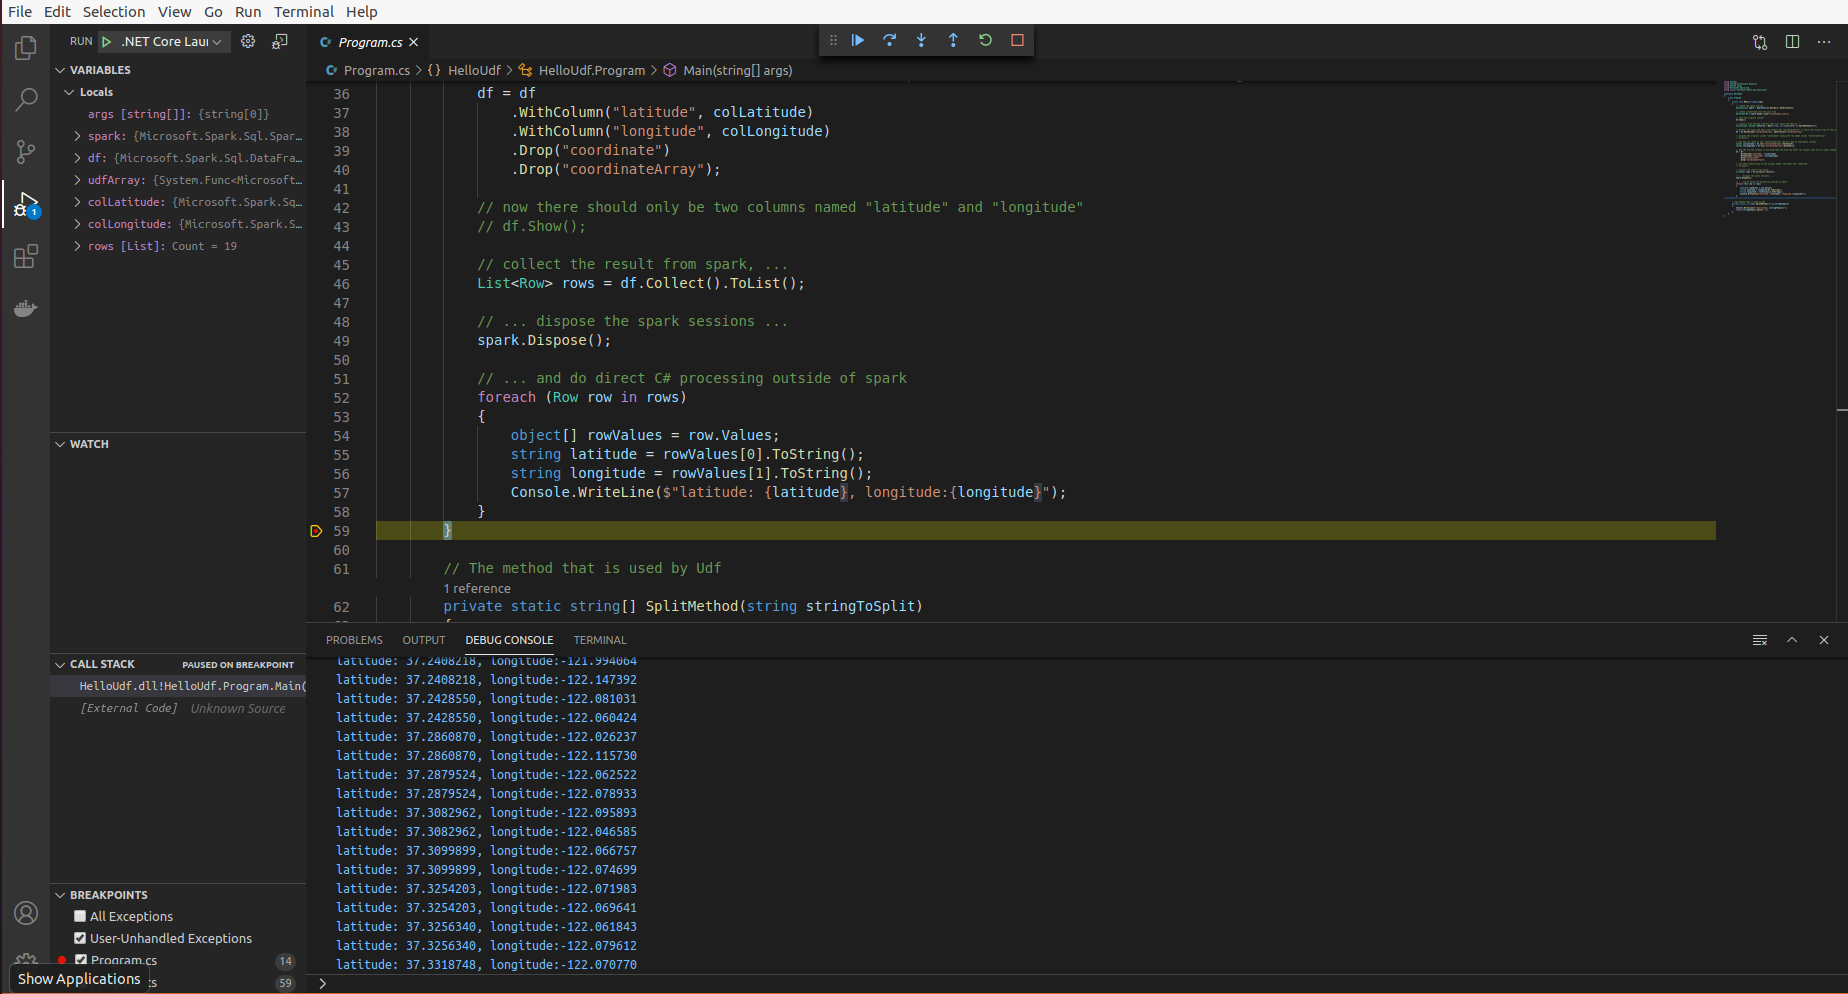 File Edit Selection View Go Run Terminal Help
RUN .NET Core Laun
Program.cs
Program.cs > {} HelloUdf > HelloUdf.Program > Main(string[] args)
VARIABLES
Locals
args [string[]]: {string[0]}
spark: {Microsoft.Spark.Sql.Spar…
df: {Microsoft.Spark.Sql.DataFra…
udfArray: {System.Func<Microsoft…
colLatitude: {Microsoft.Spark.Sq…
colLongitude: {Microsoft.Spark.S…
rows [List]: Count = 19
1
WATCH
CALL STACK PAUSED ON BREAKPOINT
HelloUdf.dll!HelloUdf.Program.Main(
[External Code] Unknown Source
BREAKPOINTS
All Exceptions
User-Unhandled Exceptions
Program.cs 14
cs 59
Show Applications
36 df = df
37 .WithColumn("latitude", colLatitude)
38 .WithColumn("longitude", colLongitude)
39 .Drop("coordinate")
40 .Drop("coordinateArray");
41
42 // now there should only be two columns named "latitude" and "longitude"
43 // df.Show();
44
45 // collect the result from spark, ...
46 List<Row> rows = df.Collect().ToList();
47
48 // ... dispose the spark sessions ...
49 spark.Dispose();
50
51 // ... and do direct C# processing outside of spark
52 foreach (Row row in rows)
53 {
54 object[] rowValues = row.Values;
55 string latitude = rowValues[0].ToString();
56 string longitude = rowValues[1].ToString();
57 Console.WriteLine($"latitude: {latitude}, longitude:{longitude}");
58 }
59 }
60
61 // The method that is used by Udf
1 reference
62 private static string[] SplitMethod(string stringToSplit)
PROBLEMS OUTPUT DEBUG CONSOLE TERMINAL
latitude: 37.2408218, longitude:-121.994064
latitude: 37.2408218, longitude:-122.147392
latitude: 37.2428550, longitude:-122.081031
latitude: 37.2428550, longitude:-122.060424
latitude: 37.2860870, longitude:-122.026237
latitude: 37.2860870, longitude:-122.115730
latitude: 37.2879524, longitude:-122.062522
latitude: 37.2879524, longitude:-122.078933
latitude: 37.3082962, longitude:-122.095893
latitude: 37.3082962, longitude:-122.046585
latitude: 37.3099899, longitude:-122.066757
latitude: 37.3099899, longitude:-122.074699
latitude: 37.3254203, longitude:-122.071983
latitude: 37.3254203, longitude:-122.069641
latitude: 37.3256340, longitude:-122.061843
latitude: 37.3256340, longitude:-122.079612
latitude: 37.3318748, longitude:-122.070770
>